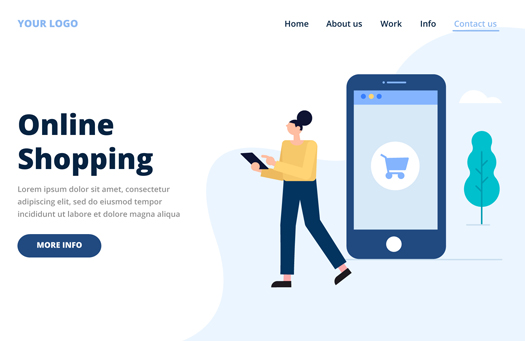 YOUR LOGO
Home About us Work Info Contact us
Online
Shopping
Lorem ipsum dolor sit amet, consectetur
adipiscing elit, sed do eiusmod tempor
incididunt ut labore et dolore magna aliqua
MORE INFO